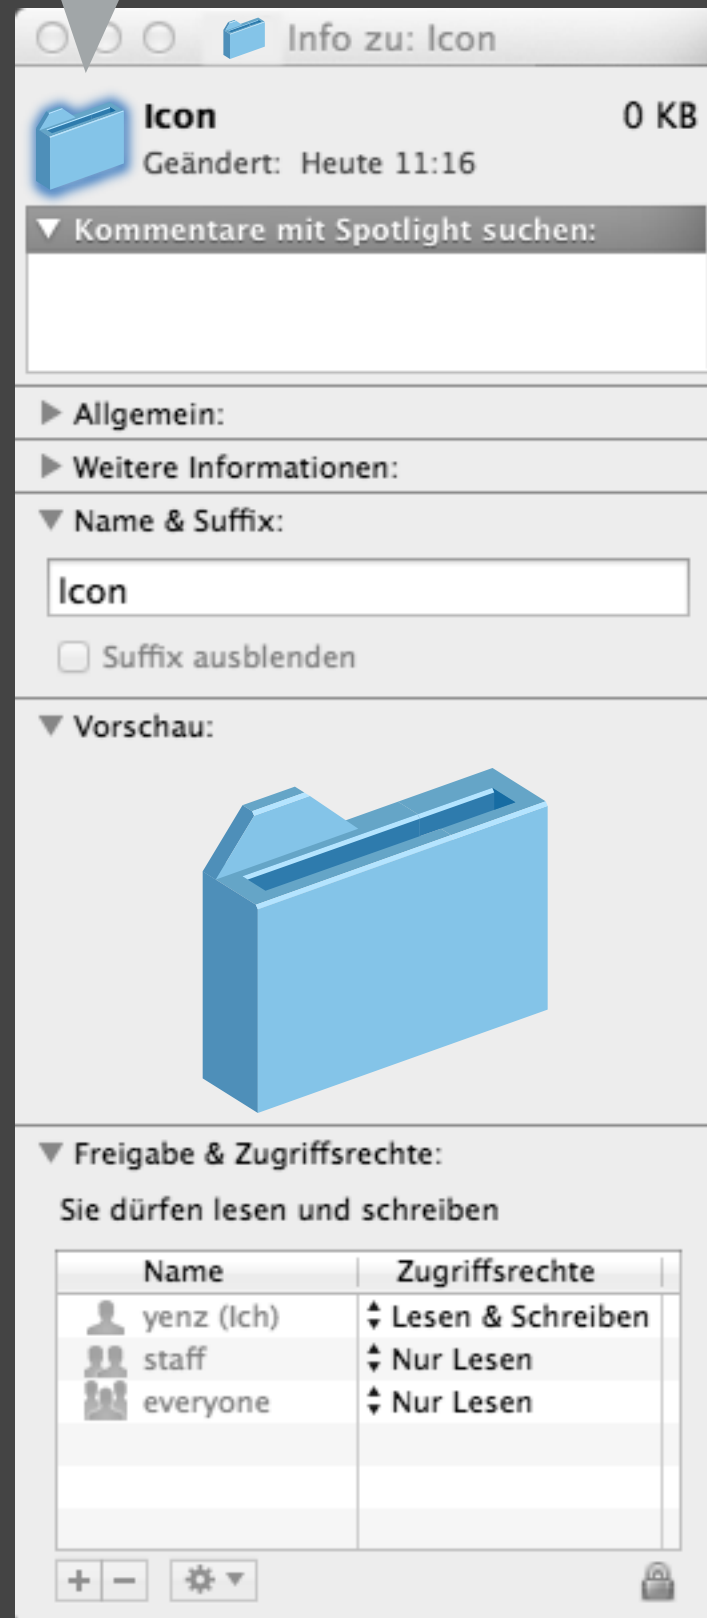 Info zu: Icon
Icon 0 KB
Geändert: Heute 11:16
Kommentare mit Spotlight suchen:
Allgemein:
Weitere Informationen:
Name & Suffix:
Icon
Suffix ausblenden
Vorschau:
Freigabe & Zugriffsrechte:
Sie dürfen lesen und schreiben
Name Zugriffsrechte
yenz (Ich) Lesen & Schreiben
staff Nur Lesen
everyone Nur Lesen